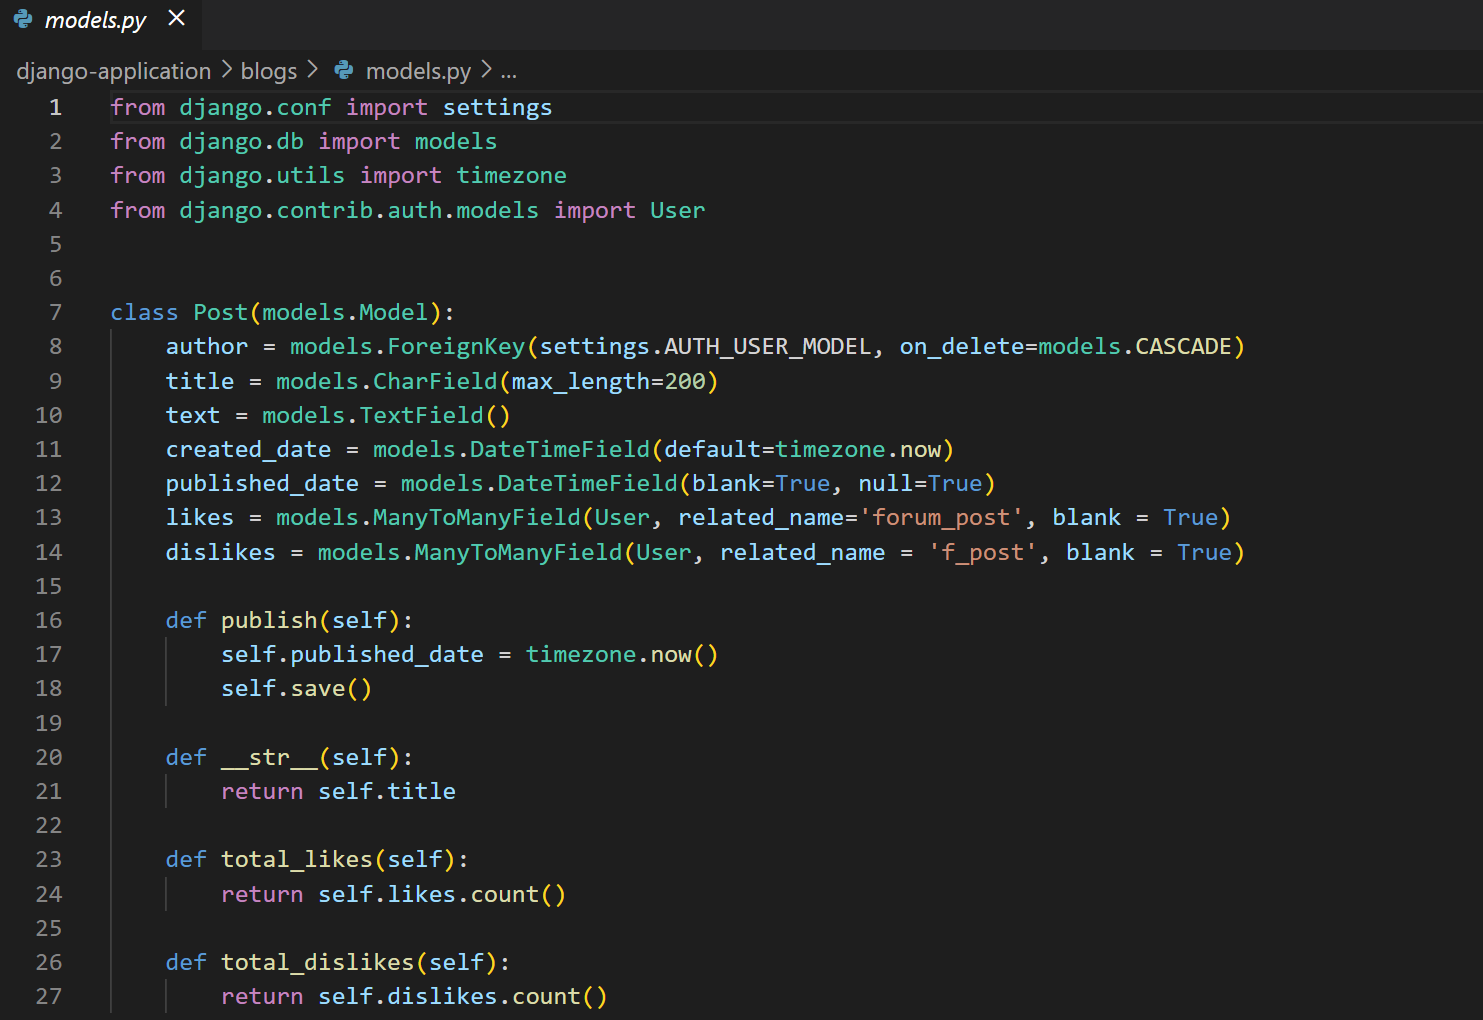 models.py ×
django-application > blogs > models.py > ...
1 from django.conf import settings
2 from django.db import models
3 from django.utils import timezone
4 from django.contrib.auth.models import User
5
6
7 class Post(models.Model):
8     author = models.ForeignKey(settings.AUTH_USER_MODEL, on_delete=models.CASCADE)
9     title = models.CharField(max_length=200)
10     text = models.TextField()
11     created_date = models.DateTimeField(default=timezone.now)
12     published_date = models.DateTimeField(blank=True, null=True)
13     likes = models.ManyToManyField(User, related_name='forum_post', blank = True)
14     dislikes = models.ManyToManyField(User, related_name = 'f_post', blank = True)
15
16     def publish(self):
17         self.published_date = timezone.now()
18         self.save()
19
20     def __str__(self):
21         return self.title
22
23     def total_likes(self):
24         return self.likes.count()
25
26     def total_dislikes(self):
27         return self.dislikes.count()